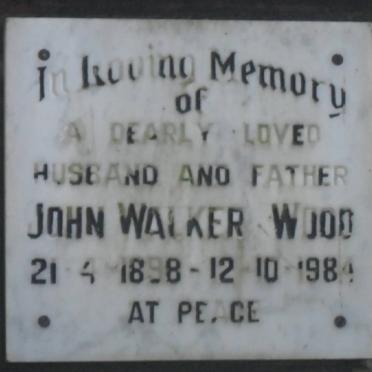 In Loving Memory
of
A DEARLY LOVED
HUSBAND AND FATHER
JOHN WALKER WOOD
21 4 1898 - 12 10 1984
AT PEACE